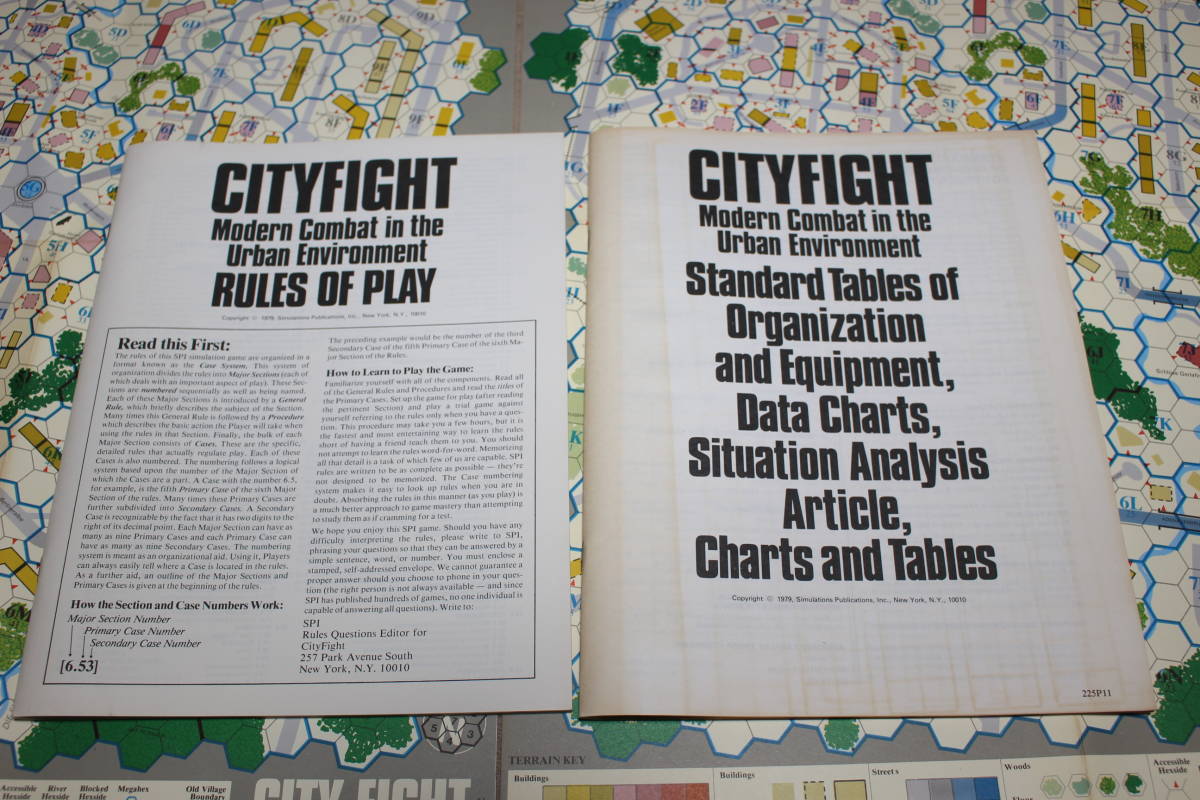 CITYFIGHT
Modern Combat in the
Urban Environment
RULES OF PLAY
Copyright © 1979, Simulations Publications, Inc., New York, N.Y., 10010
Read this First:
The rules of this SPI simulation game are organized in a
format known as the Case System. This system of
organization divides the rules into Major Sections (each of
which deals with an important aspect of play). These Sec-
tions are numbered sequentially as well as being named.
Each of these Major Sections is introduced by a General
Rule, which briefly describes the subject of the Section.
Many times this General Rule is followed by a Procedure
which describes the basic action the Player will take when
using the rules in that Section. Finally, the bulk of each
Major Section consists of Cases. These are the specific,
detailed rules that actually regulate play. Each of these
Cases is also numbered. The numbering follows a logical
system based upon the number of the Major Section of
which the Cases are a part. A Case with the number 6.5,
for example, is the fifth Primary Case of the sixth Major
Section of the rules. Many times these Primary Cases are
further subdivided into Secondary Cases. A Secondary
Case is recognizable by the fact that it has two digits to the
right of its decimal point. Each Major Section can have as
many as nine Primary Cases and each Primary Case can
have as many as nine Secondary Cases. The numbering
system is meant as an organizational aid. Using it, Players
can always easily tell where a Case is located in the rules.
As a further aid, an outline of the Major Sections and
Primary Cases is given at the beginning of the rules.
How the Section and Case Numbers Work:
Major Section Number
Primary Case Number
Secondary Case Number
[6.53]
The preceding example would be the number of the third
Secondary Case of the fifth Primary Case of the sixth Ma-
jor Section of the Rules.
How to Learn to Play the Game:
Familiarize yourself with all of the components. Read all
of the General Rules and Procedures and read the titles of
the Primary Cases. Set up the game for play (after reading
the pertinent Section) and play a trial game against
yourself referring to the rules only when you have a ques-
tion. This procedure may take you a few hours, but it is
the fastest and most entertaining way to learn the rules
short of having a friend teach them to you. You should
not attempt to learn the rules word-for-word. Memorizing
all that detail is a task of which few of us are capable. SPI
rules are written to be as complete as possible — they're
not designed to be memorized. The Case numbering
system makes it easy to look up rules when you are in
doubt. Absorbing the rules in this manner (as you play) is
a much better approach to game mastery than attempting
to study them as if cramming for a test.
We hope you enjoy this SPI game. Should you have any
difficulty interpreting the rules, please write to SPI,
phrasing your questions so that they can be answered by a
simple sentence, word, or number. You must enclose a
stamped, self-addressed envelope. We cannot guarantee a
proper answer should you choose to phone in your ques-
tion (the right person is not always available — and since
SPI has published hundreds of games, no one individual is
capable of answering all questions). Write to:
SPI
Rules Questions Editor for
CityFight
257 Park Avenue South
New York, N.Y. 10010
CITYFIGHT
Modern Combat in the
Urban Environment
Standard Tables of
Organization
and Equipment,
Data Charts,
Situation Analysis
Article,
Charts and Tables
Copyright © 1979, Simulations Publications, Inc., New York, N.Y., 10010
225P11
TERRAIN KEY
Buildings
Buildings
Streets
Woods
Accessible
Hexside
Accessible
Hexside
River
Hexside
Blocked
Hexside
Megahex
Old Village
Boundary
CITY FIGHT